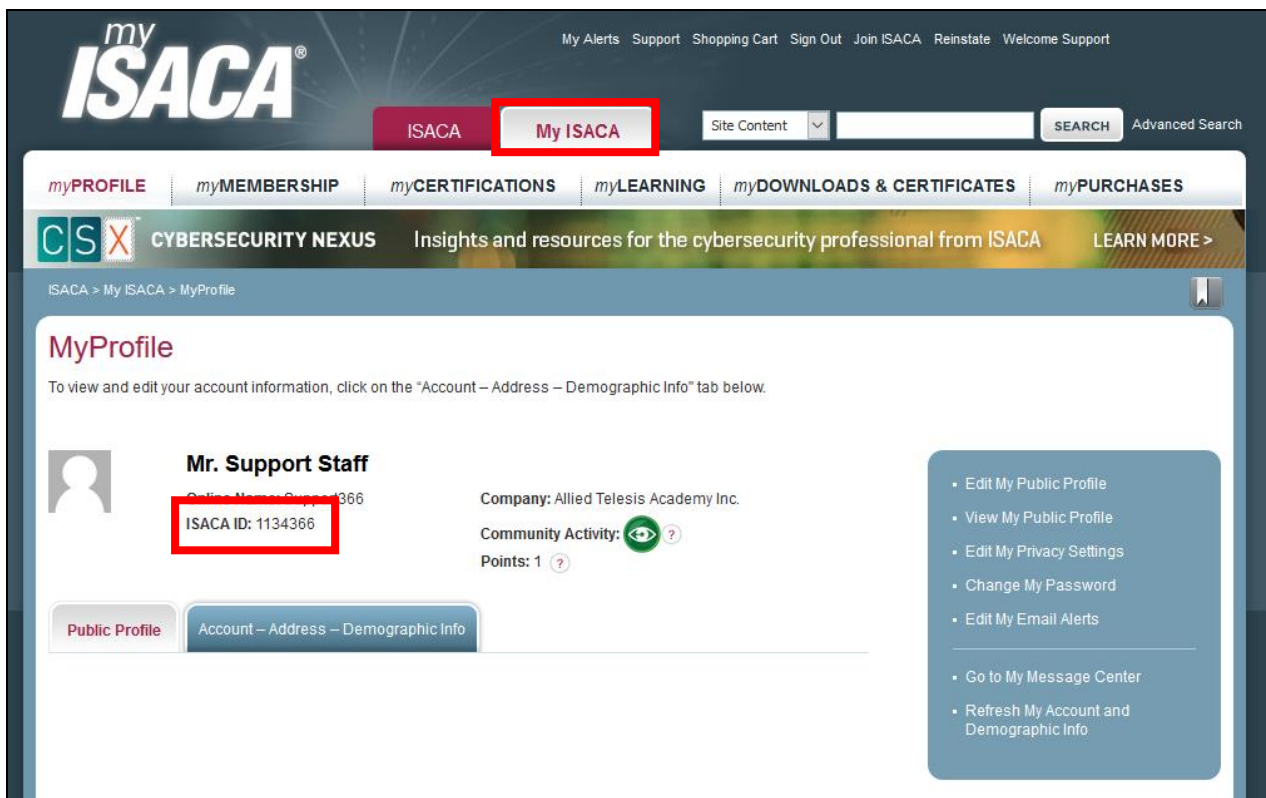 my
ISACA®
My Alerts Support Shopping Cart Sign Out Join ISACA Reinstate Welcome Support
ISACA My ISACA Site Content SEARCH Advanced Search
myPROFILE myMEMBERSHIP myCERTIFICATIONS myLEARNING myDOWNLOADS & CERTIFICATES myPURCHASES
CSX CYBERSECURITY NEXUS™ Insights and resources for the cybersecurity professional from ISACA LEARN MORE >
ISACA > My ISACA > MyProfile
MyProfile
To view and edit your account information, click on the “Account – Address – Demographic Info” tab below.
Mr. Support Staff
Online Name: Support366
ISACA ID: 1134366
Company: Allied Telesis Academy Inc.
Community Activity: ?
Points: 1 ?
Public Profile Account – Address – Demographic Info
▪ Edit My Public Profile
▪ View My Public Profile
▪ Edit My Privacy Settings
▪ Change My Password
▪ Edit My Email Alerts
▪ Go to My Message Center
▪ Refresh My Account and
Demographic Info